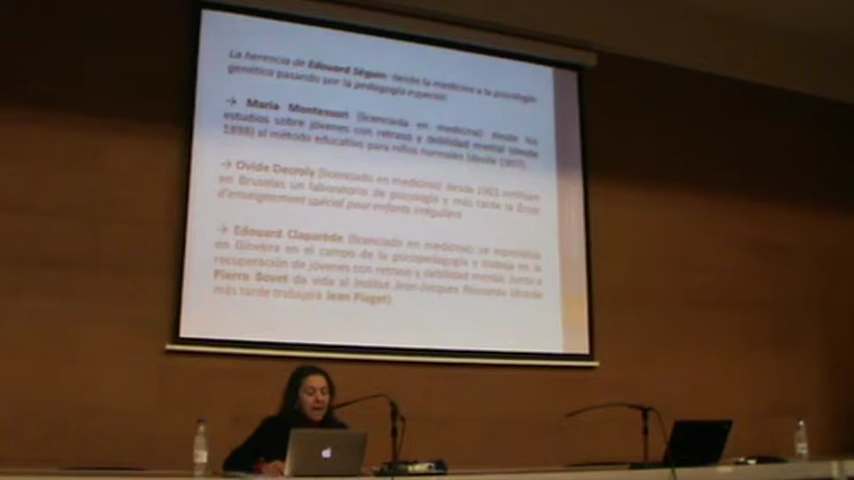 La herencia de Edouard Séguin: desde la medicina a la psicología
genética pasando por la pedagogía especial
→ Maria Montessori (licenciada en medicina) desde los
estudios sobre jóvenes con retraso y debilidad mental (desde
1898) al método educativo para niños normales (desde 1907).
→ Ovide Decroly (licenciado en medicina): desde 1901 instituye
en Bruselas un laboratorio de psicología y más tarde la École
d'enseignement spécial pour enfants irréguliers
→ Edouard Claparède (licenciado en medicina): se especializa
en Ginebra en el campo de la psicopedagogía y trabaja en la
recuperación de jóvenes con retraso y debilidad mental. Junto a
Pierre Bovet da vida al Institut Jean-Jacques Rousseau (donde
más tarde trabajará Jean Piaget)